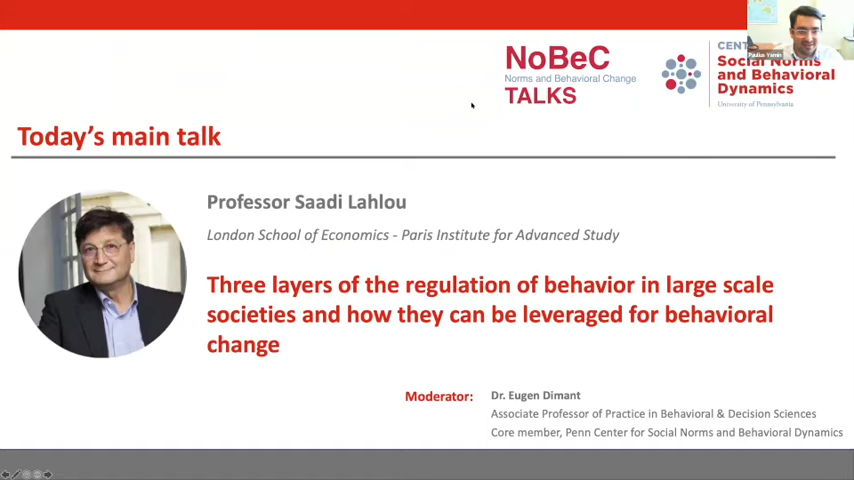 Paulius Yamin
NoBeC
Norms and Behavioral Change
TALKS
CENT
Social Norms
and Behavioral
Dynamics
University of Pennsylvania
Today's main talk
Professor Saadi Lahlou
London School of Economics - Paris Institute for Advanced Study
Three layers of the regulation of behavior in large scale
societies and how they can be leveraged for behavioral
change
Moderator:
Dr. Eugen Dimant
Associate Professor of Practice in Behavioral & Decision Sciences
Core member, Penn Center for Social Norms and Behavioral Dynamics